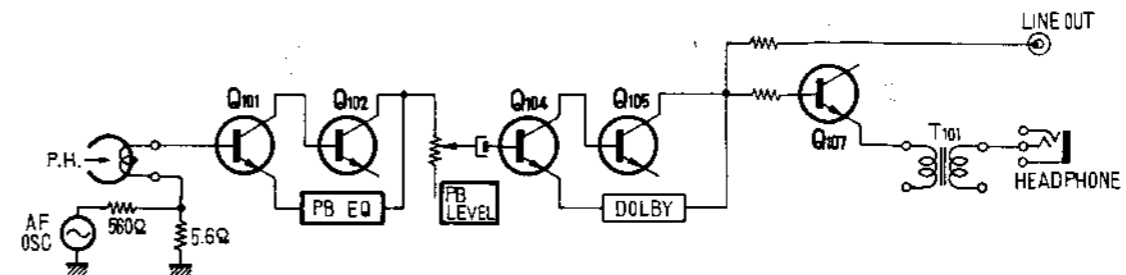 LINE OUT
Q101
Q102
Q104
Q105
Q107
T101
P.H.
HEADPHONE
PB EQ
PB
LEVEL
DOLBY
AF
OSC
560Ω
5.6Ω